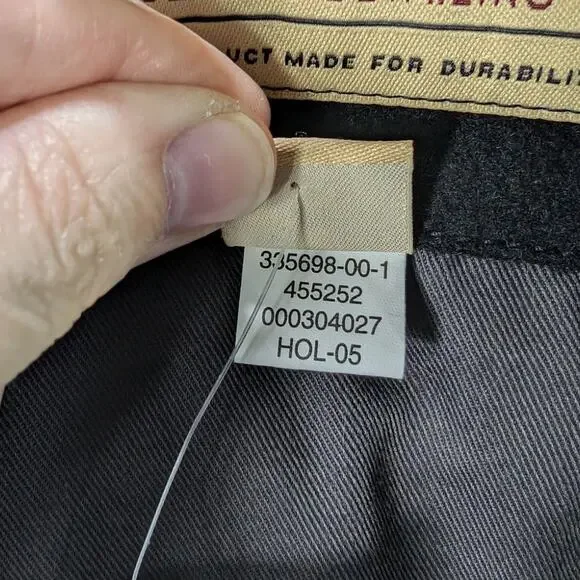 UCT MADE FOR DURABILI
335698-00-1
455252
000304027
HOL-05